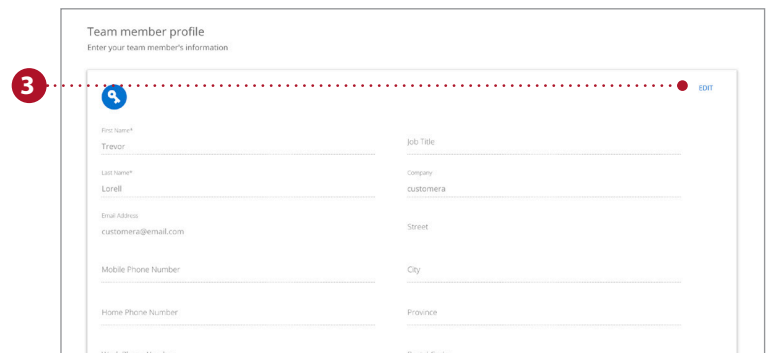 Team member profile
Enter your team member's information
3
EDIT
First Name*
Trevor
Job Title
Last Name*
Lorell
Company
customera
Email Address
customera@email.com
Street
Mobile Phone Number
City
Home Phone Number
Province